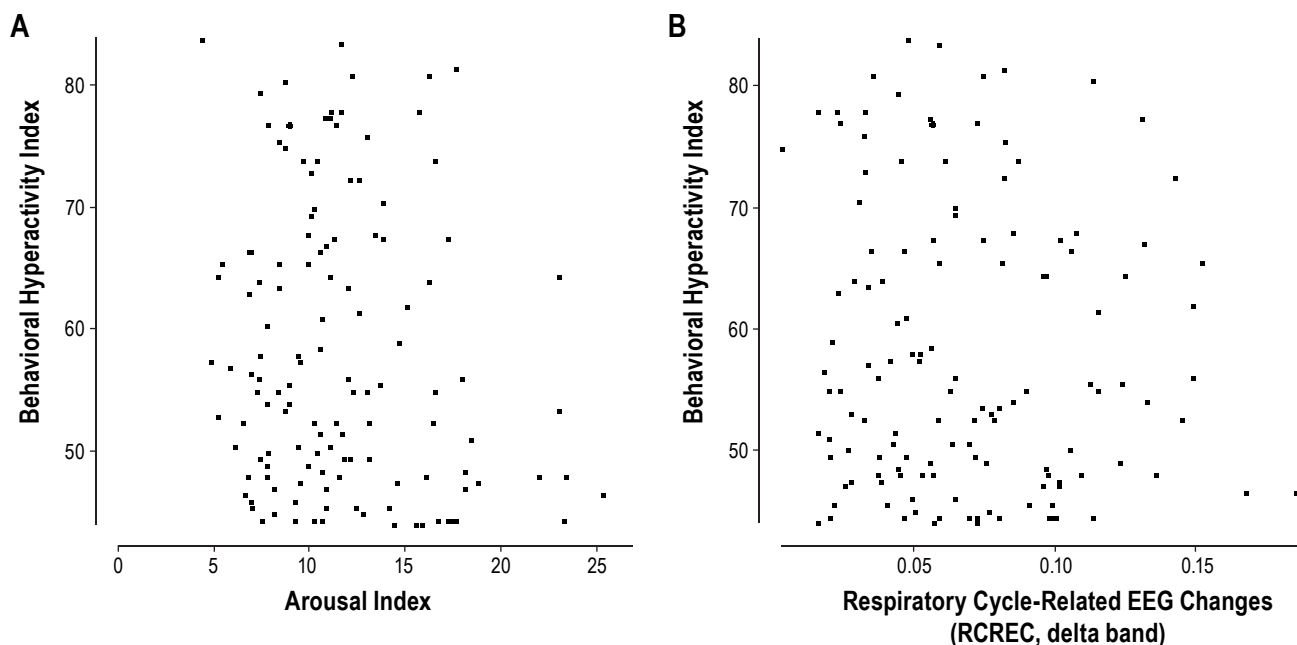 A
Behavioral Hyperactivity Index
80
70
60
50
0 5 10 15 20 25
Arousal Index
B
Behavioral Hyperactivity Index
80
70
60
50
0.05 0.10 0.15
Respiratory Cycle-Related EEG Changes
(RCREC, delta band)